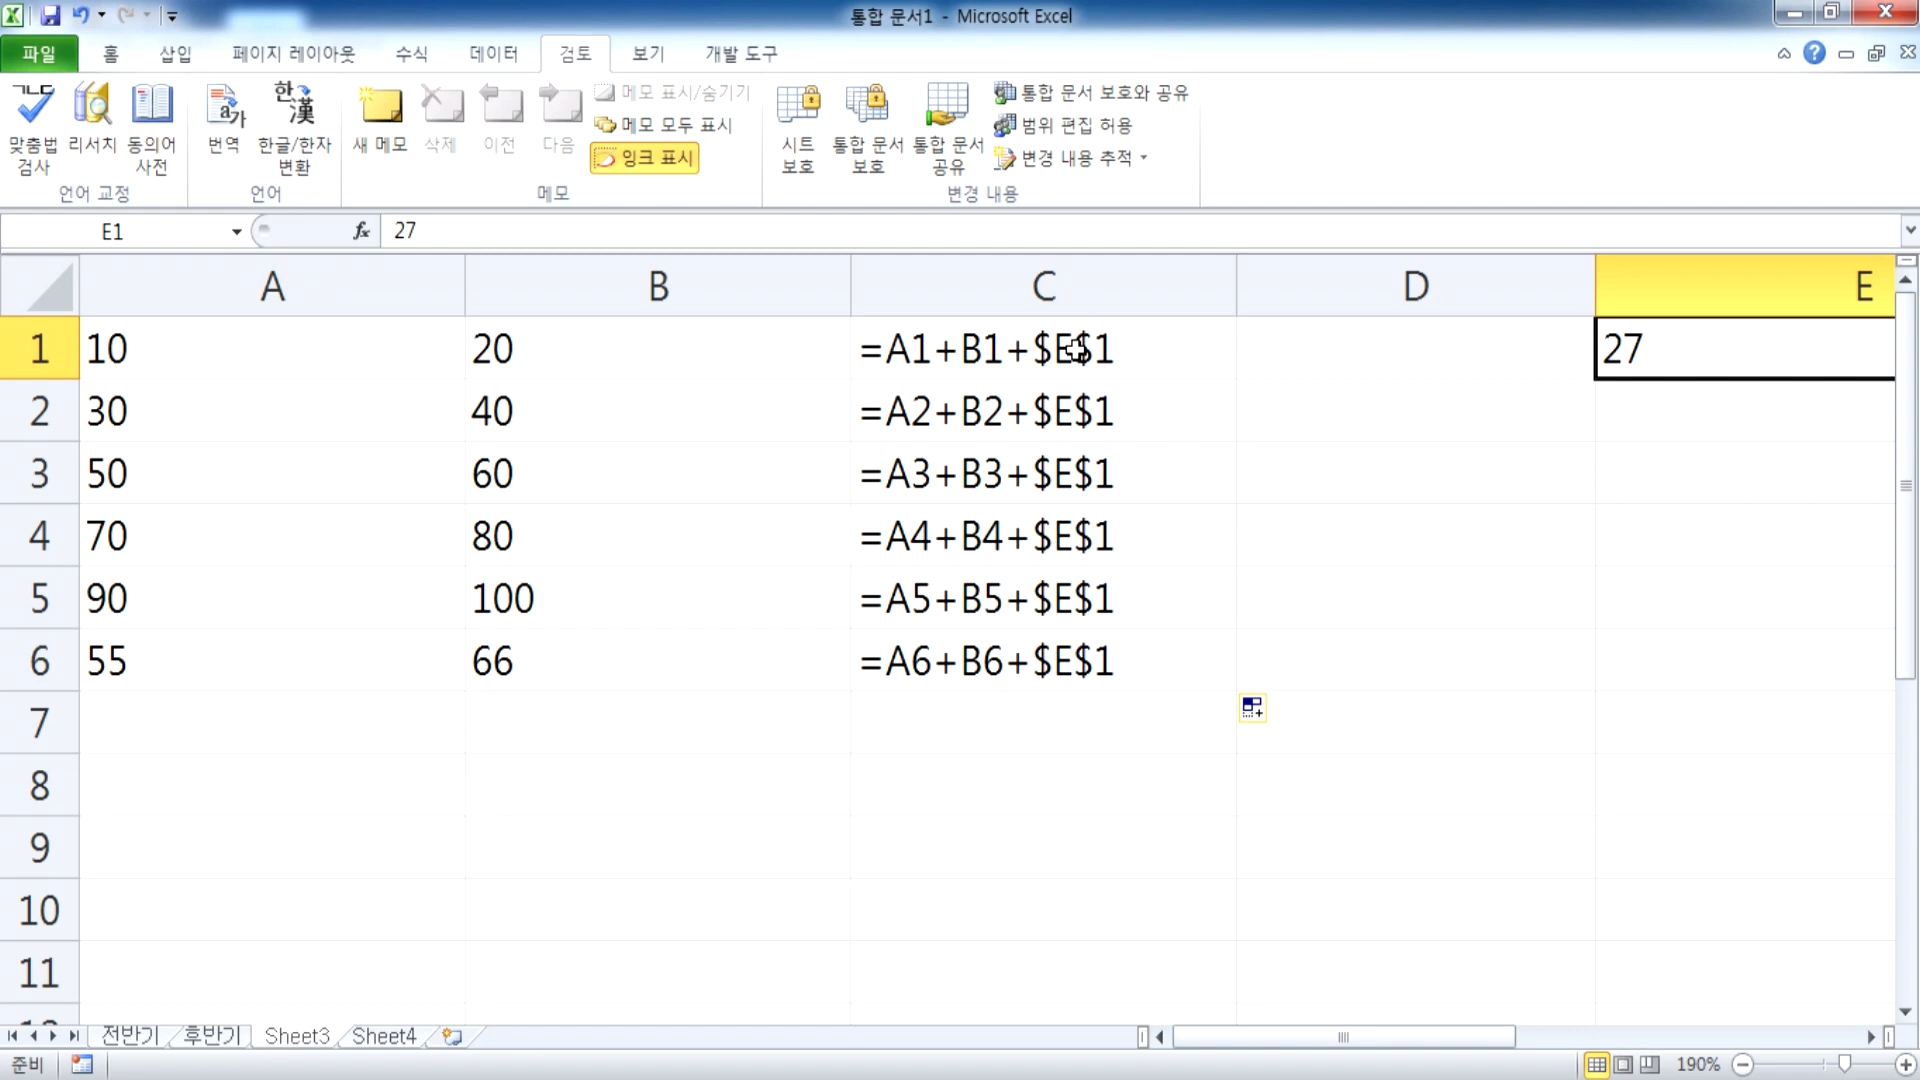 통합 문서1 - Microsoft Excel
파일 홈 삽입 페이지 레이아웃 수식 데이터 검토 보기 개발 도구
맞춤법 검사
리서치
동의어 사전
언어 교정
번역
한글/한자 변환
언어
새 메모
삭제
이전
다음
메모 표시/숨기기
메모 모두 표시
잉크 표시
메모
시트 보호
통합 문서 보호
통합 문서 공유
통합 문서 보호와 공유
범위 편집 허용
변경 내용 추적
변경 내용
E1 fx 27
A B C D E
1 10 20 =A1+B1+$E$1 27
2 30 40 =A2+B2+$E$1
3 50 60 =A3+B3+$E$1
4 70 80 =A4+B4+$E$1
5 90 100 =A5+B5+$E$1
6 55 66 =A6+B6+$E$1
7
8
9
10
11
전반기 후반기 Sheet3 Sheet4
준비 190%